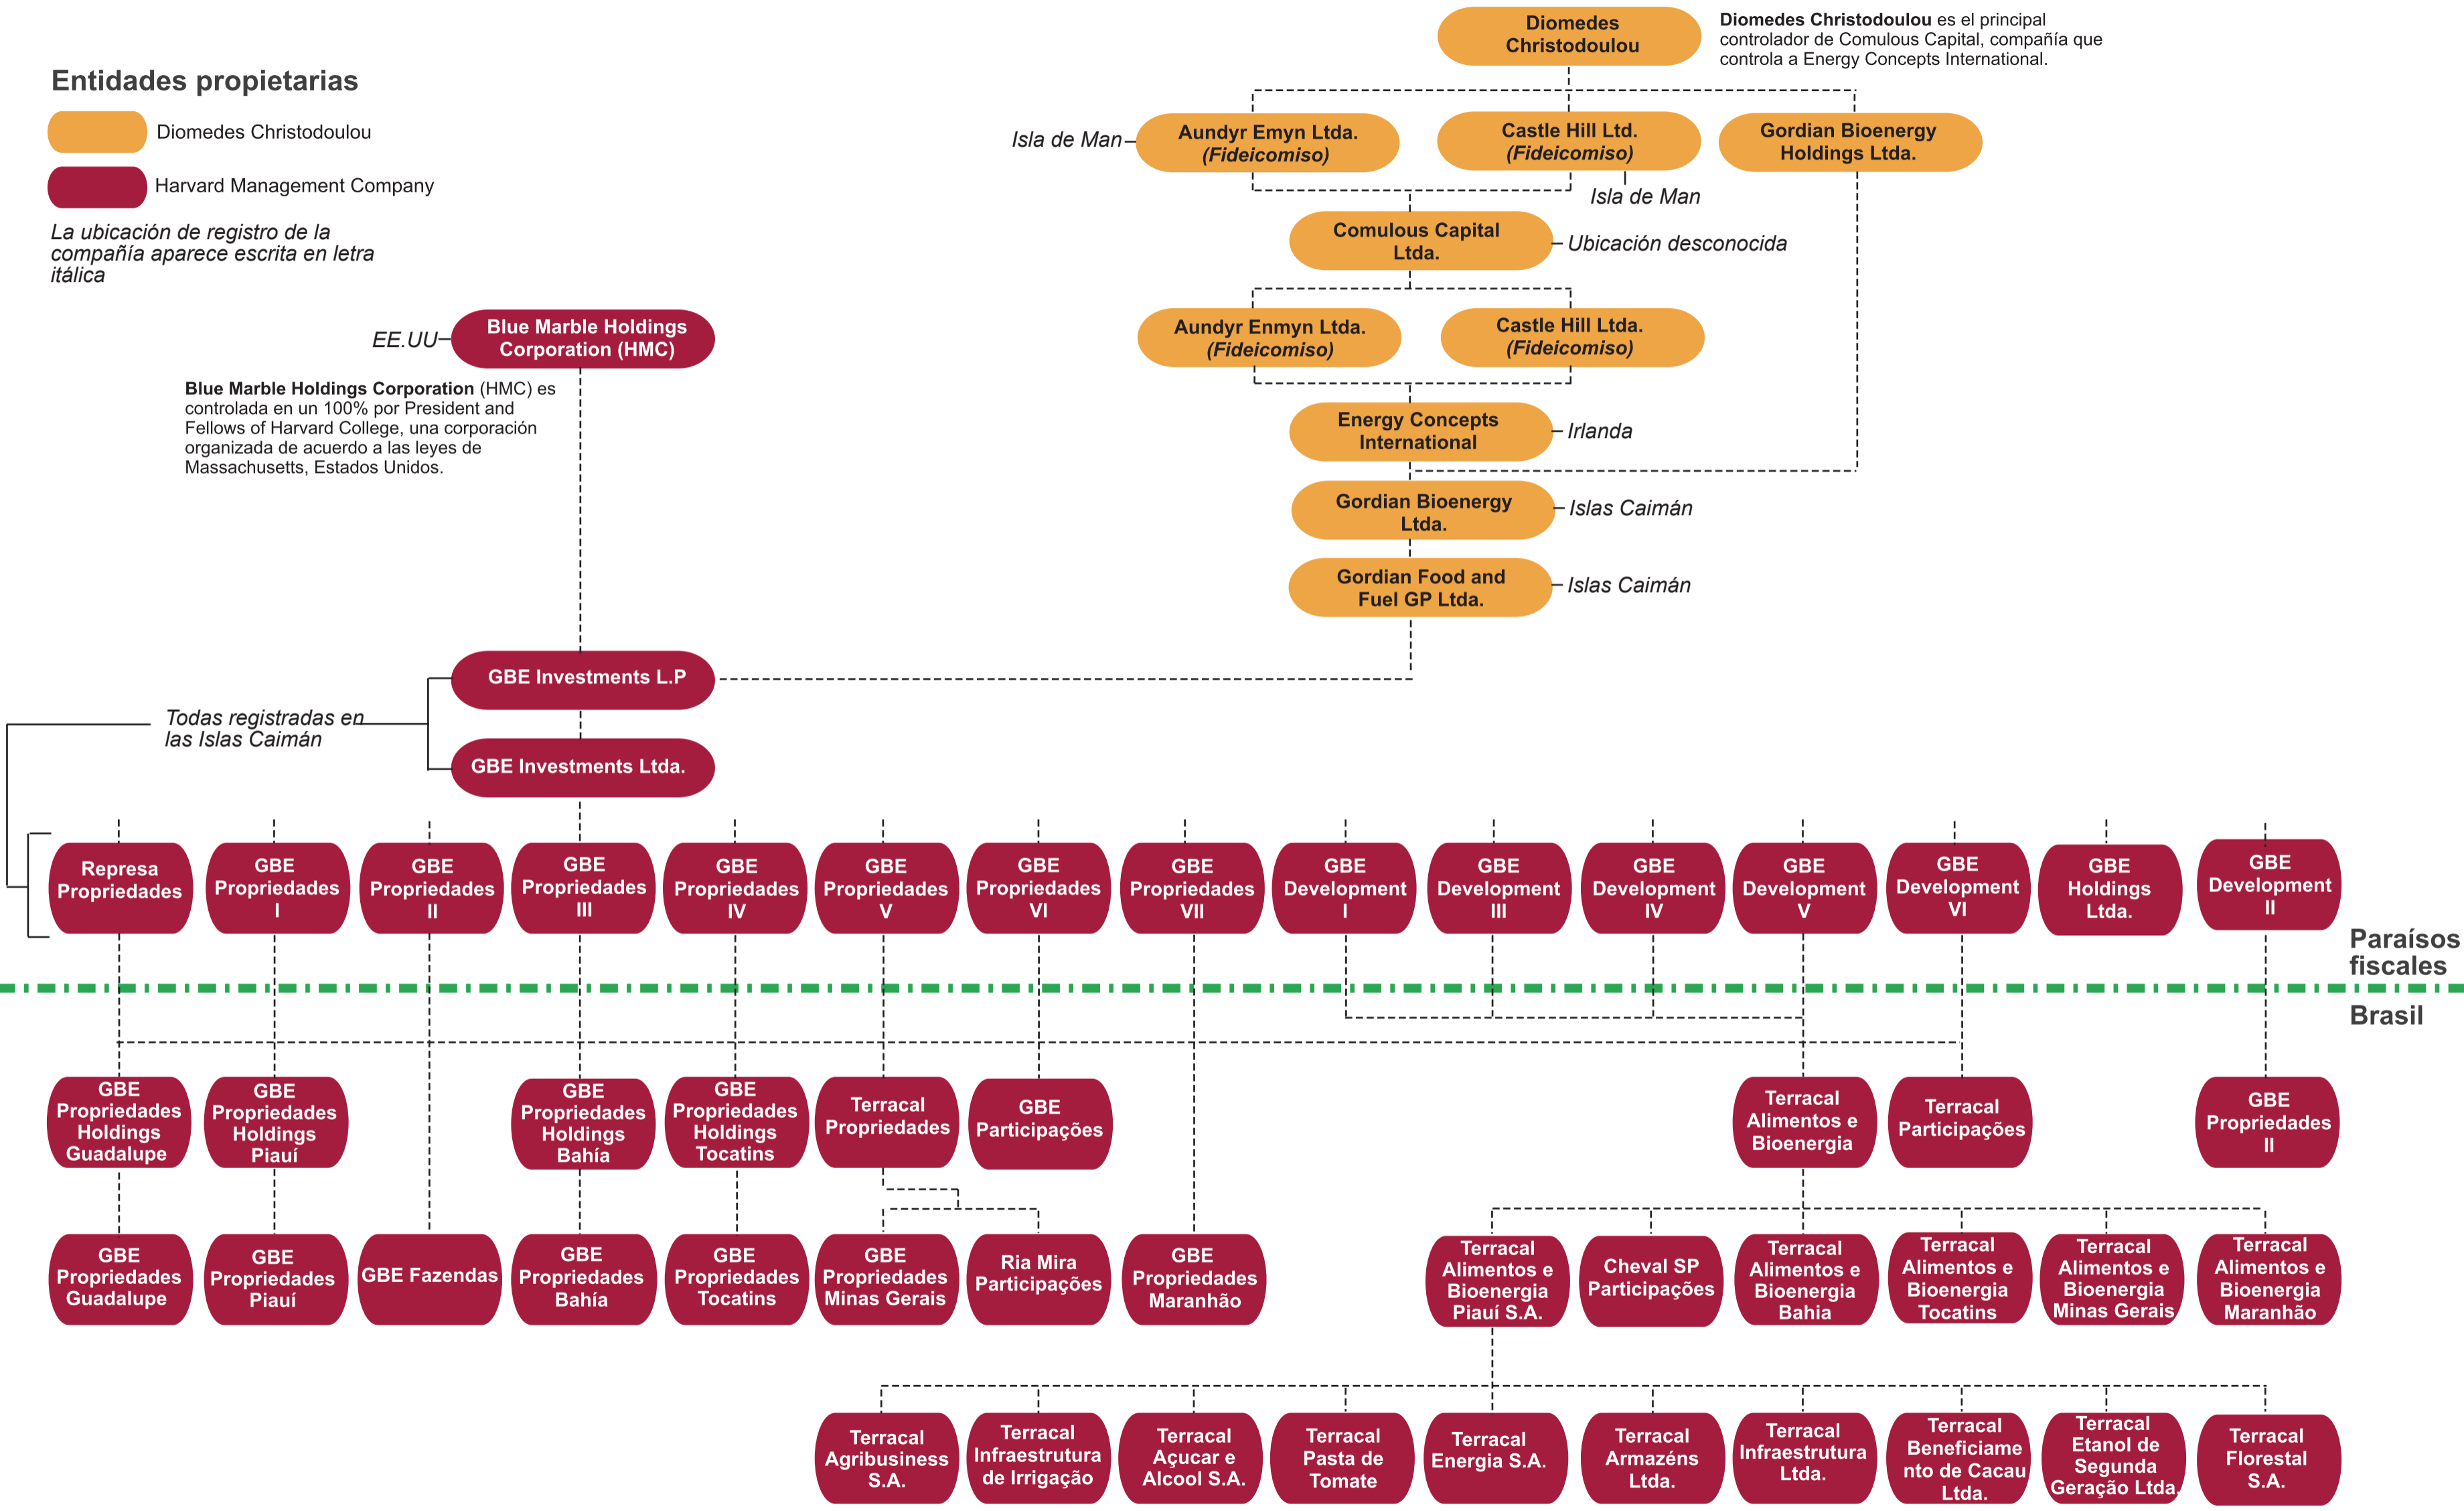 Diomedes
Christodoulou
Diomedes Christodoulou es el principal
controlador de Comulous Capital, compañía que
controla a Energy Concepts International.
Entidades propietarias
Diomedes Christodoulou
Harvard Management Company
La ubicación de registro de la
compañía aparece escrita en letra
itálica
Isla de Man
Aundyr Emyn Ltda.
(Fideicomiso)
Castle Hill Ltd.
(Fideicomiso)
Gordian Bioenergy
Holdings Ltda.
Isla de Man
Comulous Capital
Ltda.
Ubicación desconocida
EE.UU
Blue Marble Holdings
Corporation (HMC)
Aundyr Enmyn Ltda.
(Fideicomiso)
Castle Hill Ltda.
(Fideicomiso)
Blue Marble Holdings Corporation (HMC) es
controlada en un 100% por President and
Fellows of Harvard College, una corporación
organizada de acuerdo a las leyes de
Massachusetts, Estados Unidos.
Energy Concepts
International
Irlanda
Gordian Bioenergy
Ltda.
Islas Caimán
Gordian Food and
Fuel GP Ltda.
Islas Caimán
GBE Investments L.P
Todas registradas en
las Islas Caimán
GBE Investments Ltda.
Represa
Propriedades
GBE
Propriedades
I
GBE
Propriedades
II
GBE
Propriedades
III
GBE
Propriedades
IV
GBE
Propriedades
V
GBE
Propriedades
VI
GBE
Propriedades
VII
GBE
Development
I
GBE
Development
III
GBE
Development
IV
GBE
Development
V
GBE
Development
VI
GBE
Holdings
Ltda.
GBE
Development
II
Paraísos
fiscales
Brasil
GBE
Propriedades
Holdings
Guadalupe
GBE
Propriedades
Holdings
Piauí
GBE
Propriedades
Holdings
Bahía
GBE
Propriedades
Holdings
Tocatins
Terracal
Propriedades
GBE
Participações
Terracal
Alimentos e
Bioenergia
Terracal
Participações
GBE
Propriedades
II
GBE
Propriedades
Guadalupe
GBE
Propriedades
Piauí
GBE Fazendas
GBE
Propriedades
Bahía
GBE
Propriedades
Tocatins
GBE
Propriedades
Minas Gerais
Ria Mira
Participações
GBE
Propriedades
Maranhão
Terracal
Alimentos e
Bioenergia
Piauí S.A.
Cheval SP
Participações
Terracal
Alimentos e
Bioenergia
Bahia
Terracal
Alimentos e
Bioenergia
Tocatins
Terracal
Alimentos e
Bioenergia
Minas Gerais
Terracal
Alimentos e
Bioenergia
Maranhão
Terracal
Agribusiness
S.A.
Terracal
Infraestrutura
de Irrigação
Terracal
Açucar e
Alcool S.A.
Terracal
Pasta de
Tomate
Terracal
Energia S.A.
Terracal
Armazéns
Ltda.
Terracal
Infraestrutura
Ltda.
Terracal
Beneficiame
nto de Cacau
Ltda.
Terracal
Etanol de
Segunda
Geração Ltda.
Terracal
Florestal
S.A.